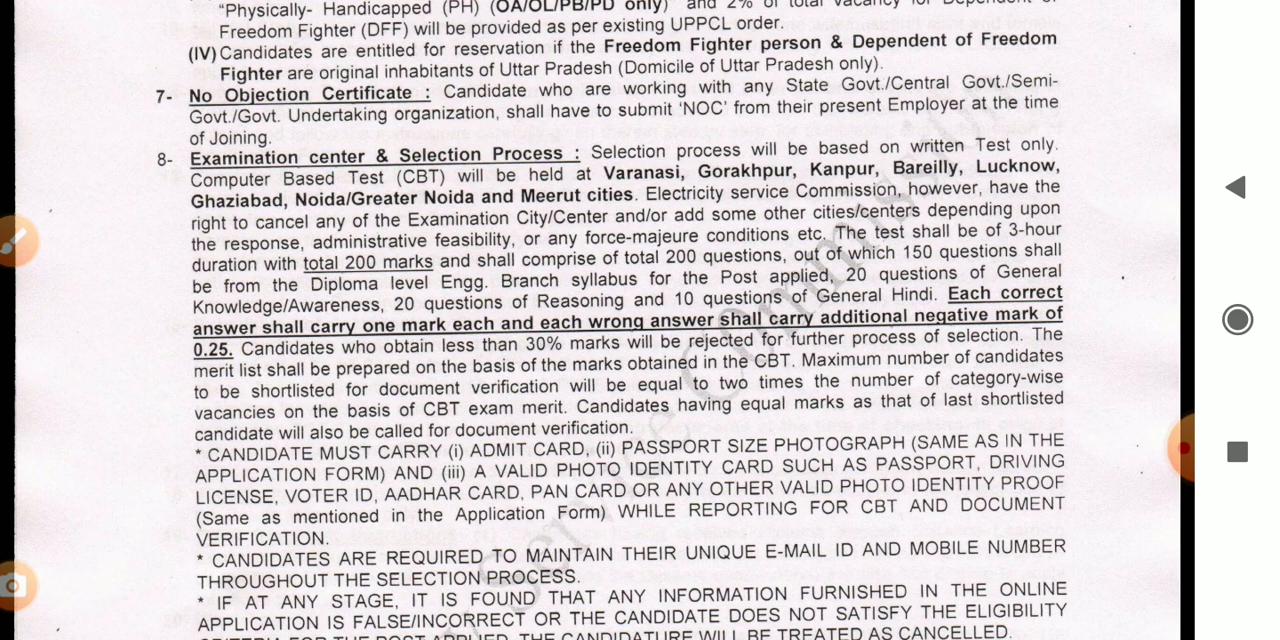 "Physically- Handicapped (PH) (OA/OL/PB/PD only)" and 2% of total vacancy for Dependent of
Freedom Fighter (DFF) will be provided as per existing UPPCL order.
(IV) Candidates are entitled for reservation if the Freedom Fighter person & Dependent of Freedom
Fighter are original inhabitants of Uttar Pradesh (Domicile of Uttar Pradesh only).
7- No Objection Certificate : Candidate who are working with any State Govt./Central Govt./Semi-
Govt./Govt. Undertaking organization, shall have to submit 'NOC' from their present Employer at the time
of Joining.
8- Examination center & Selection Process : Selection process will be based on written Test only.
Computer Based Test (CBT) will be held at Varanasi, Gorakhpur, Kanpur, Bareilly, Lucknow,
Ghaziabad, Noida/Greater Noida and Meerut cities. Electricity service Commission, however, have the
right to cancel any of the Examination City/Center and/or add some other cities/centers depending upon
the response, administrative feasibility, or any force-majeure conditions etc. The test shall be of 3-hour
duration with total 200 marks and shall comprise of total 200 questions, out of which 150 questions shall
be from the Diploma level Engg. Branch syllabus for the Post applied, 20 questions of General
Knowledge/Awareness, 20 questions of Reasoning and 10 questions of General Hindi. Each correct
answer shall carry one mark each and each wrong answer shall carry additional negative mark of
0.25. Candidates who obtain less than 30% marks will be rejected for further process of selection. The
merit list shall be prepared on the basis of the marks obtained in the CBT. Maximum number of candidates
to be shortlisted for document verification will be equal to two times the number of category-wise
vacancies on the basis of CBT exam merit. Candidates having equal marks as that of last shortlisted
candidate will also be called for document verification.
* CANDIDATE MUST CARRY (i) ADMIT CARD, (ii) PASSPORT SIZE PHOTOGRAPH (SAME AS IN THE
APPLICATION FORM) AND (iii) A VALID PHOTO IDENTITY CARD SUCH AS PASSPORT, DRIVING
LICENSE, VOTER ID, AADHAR CARD, PAN CARD OR ANY OTHER VALID PHOTO IDENTITY PROOF
(Same as mentioned in the Application Form) WHILE REPORTING FOR CBT AND DOCUMENT
VERIFICATION.
* CANDIDATES ARE REQUIRED TO MAINTAIN THEIR UNIQUE E-MAIL ID AND MOBILE NUMBER
THROUGHOUT THE SELECTION PROCESS.
* IF AT ANY STAGE, IT IS FOUND THAT ANY INFORMATION FURNISHED IN THE ONLINE
APPLICATION IS FALSE/INCORRECT OR THE CANDIDATE DOES NOT SATISFY THE ELIGIBILITY
CRITERIA FOR THE POST APPLIED, THE CANDIDATURE WILL BE TREATED AS CANCELLED.